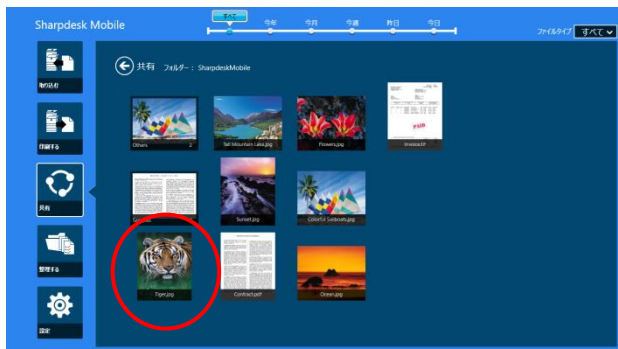 Sharpdesk Mobile
すべて 今年 今月 今週 昨日 今日
ファイルタイプ すべて
取り込む
印刷する
共有
整理する
設定
共有 フォルダー : SharpdeskMobile
Others 2
Tall Mountain Lake.jpg
Flowers.jpg
Invoice.tif
PAID
Sunset.jpg
Colorful Sailboats.jpg
Tiger.jpg
Contract.pdf
Ocean.jpg